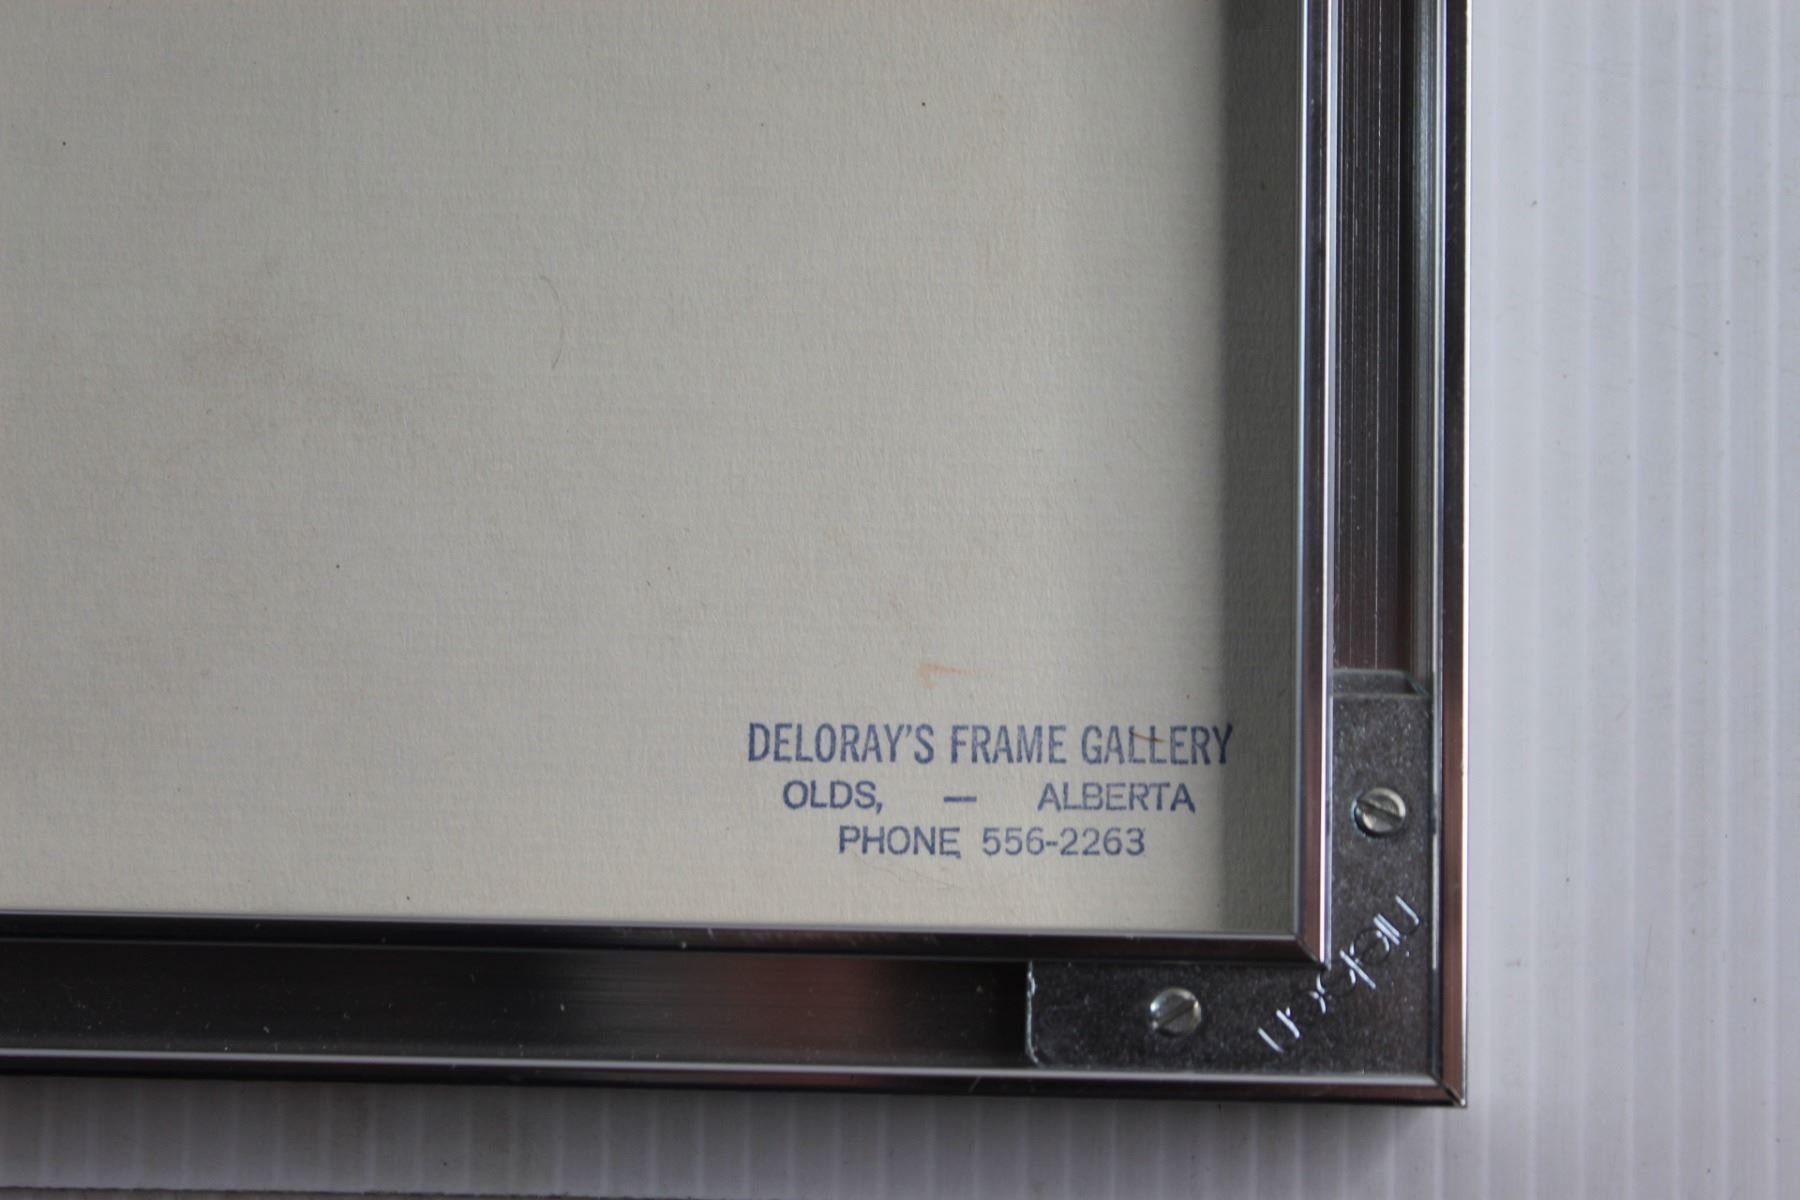 DELORAY'S FRAME GALLERY
OLDS, — ALBERTA
PHONE 556-2263